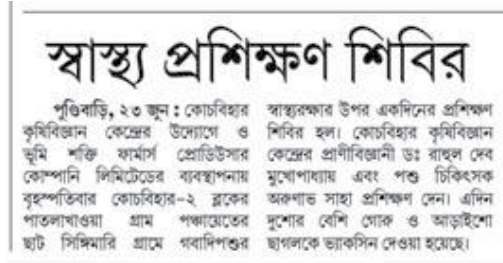 স্বাস্থ্য প্রশিক্ষণ শিবির
পুণ্ডিবাড়ি, ২৩ জুন : কোচবিহার
কৃষিবিজ্ঞান কেন্দ্রের উদ্যোগে ও
ভূমি শক্তি ফার্মার্স প্রোডিউসার
কোম্পানি লিমিটেডের ব্যবস্থাপনায়
বৃহস্পতিবার কোচবিহার-২ ব্লকের
পাতলাখাওয়া গ্রাম পঞ্চায়েতের
ছাট সিঙ্গিমারি গ্রামে গবাদিপশুর
স্বাস্থ্যরক্ষার উপর একদিনের প্রশিক্ষণ
শিবির হল। কোচবিহার কৃষিবিজ্ঞান
কেন্দ্রের প্রাণীবিজ্ঞানী ডঃ রাহুল দেব
মুখোপাধ্যায় এবং পশু চিকিৎসক
অরুণাভ সাহা প্রশিক্ষণ দেন। এদিন
দুশোর বেশি গোরু ও আড়াইশো
ছাগলকে ভ্যাকসিন দেওয়া হয়েছে।